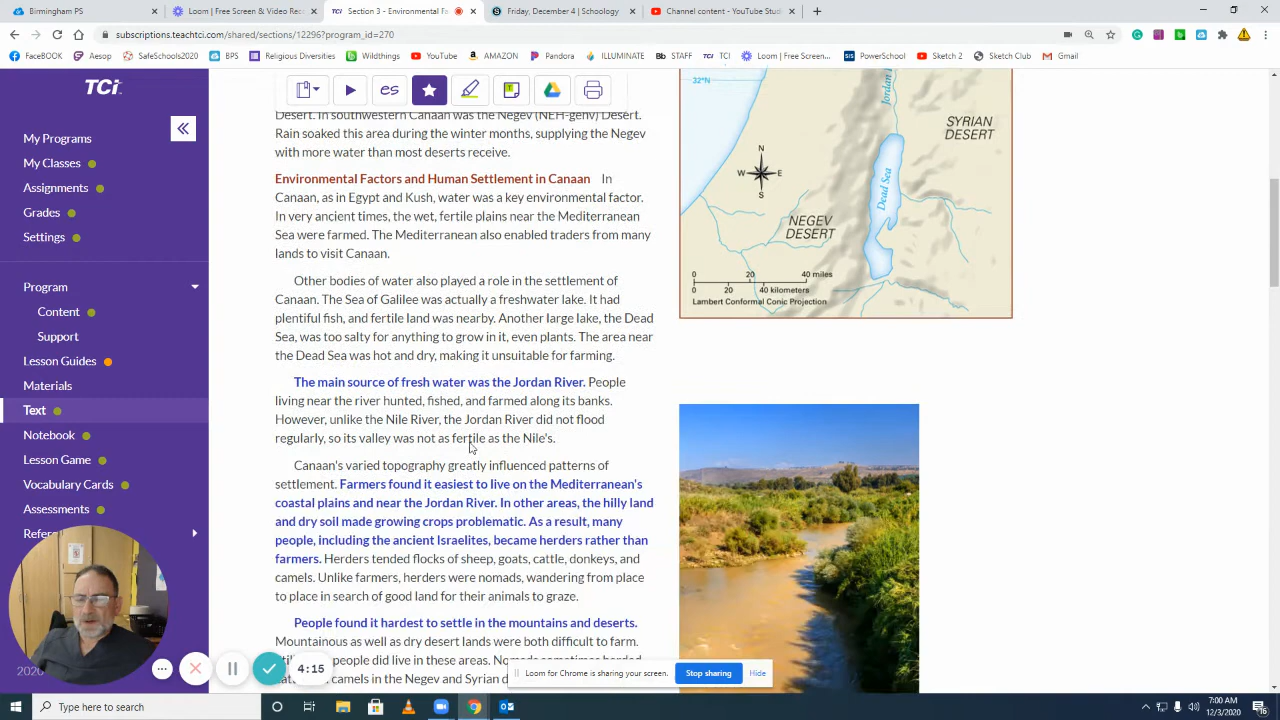 Birmingham PS
Loom | Free Screen & Video Rec
Section 3 - Environmental Factors
Friday, December 4 | Schoology
Channel content - YouTube Stud
subscriptions.teachtci.com/shared/sections/12296?program_id=270
FaceBOOK
Aesop
SafeSchools2020
BPS
Religious Diversities
Wildthings
YouTube
AMAZON
Pandora
ILLUMINATE
Bb STAFF
TCI TCI
Loom | Free Screen...
SIS PowerSchool
Sketch 2
Sketch CC
Gmail
TCi
My Programs
My Classes
Assignments
Grades
Settings
Program
Content
Support
Lesson Guides
Materials
Text
Notebook
Lesson Game
Vocabulary Cards
Assessments
es
Desert. In southwestern Canaan was the Negev (NEH-gehv) Desert.
Rain soaked this area during the winter months, supplying the Negev
with more water than most deserts receive.
Environmental Factors and Human Settlement in Canaan In
Canaan, as in Egypt and Kush, water was a key environmental factor.
In very ancient times, the wet, fertile plains near the Mediterranean
Sea were farmed. The Mediterranean also enabled traders from many
lands to visit Canaan.
Other bodies of water also played a role in the settlement of
Canaan. The Sea of Galilee was actually a freshwater lake. It had
plentiful fish, and fertile land was nearby. Another large lake, the Dead
Sea, was too salty for anything to grow in it, even plants. The area near
the Dead Sea was hot and dry, making it unsuitable for farming.
The main source of fresh water was the Jordan River. People
living near the river hunted, fished, and farmed along its banks.
However, unlike the Nile River, the Jordan River did not flood
regularly, so its valley was not as fertile as the Nile's.
Canaan's varied topography greatly influenced patterns of
settlement. Farmers found it easiest to live on the Mediterranean's
coastal plains and near the Jordan River. In other areas, the hilly land
and dry soil made growing crops problematic. As a result, many
people, including the ancient Israelites, became herders rather than
farmers. Herders tended flocks of sheep, goats, cattle, donkeys, and
camels. Unlike farmers, herders were nomads, wandering from place
to place in search of good land for their animals to graze.
People found it hardest to settle in the mountains and deserts.
Mountainous as well as dry desert lands were both difficult to farm.
people did live in these areas.
camels in the Negev and Syrian
32°N
Jordan
SYRIAN
DESERT
N
W E
S
Dead Sea
NEGEV
DESERT
0 20 40 miles
0 20 40 kilometers
Lambert Conformal Conic Projection
4:15
Loom for Chrome is sharing your screen.
Stop sharing
Hide
Type here to search
7:00 AM
12/3/2020